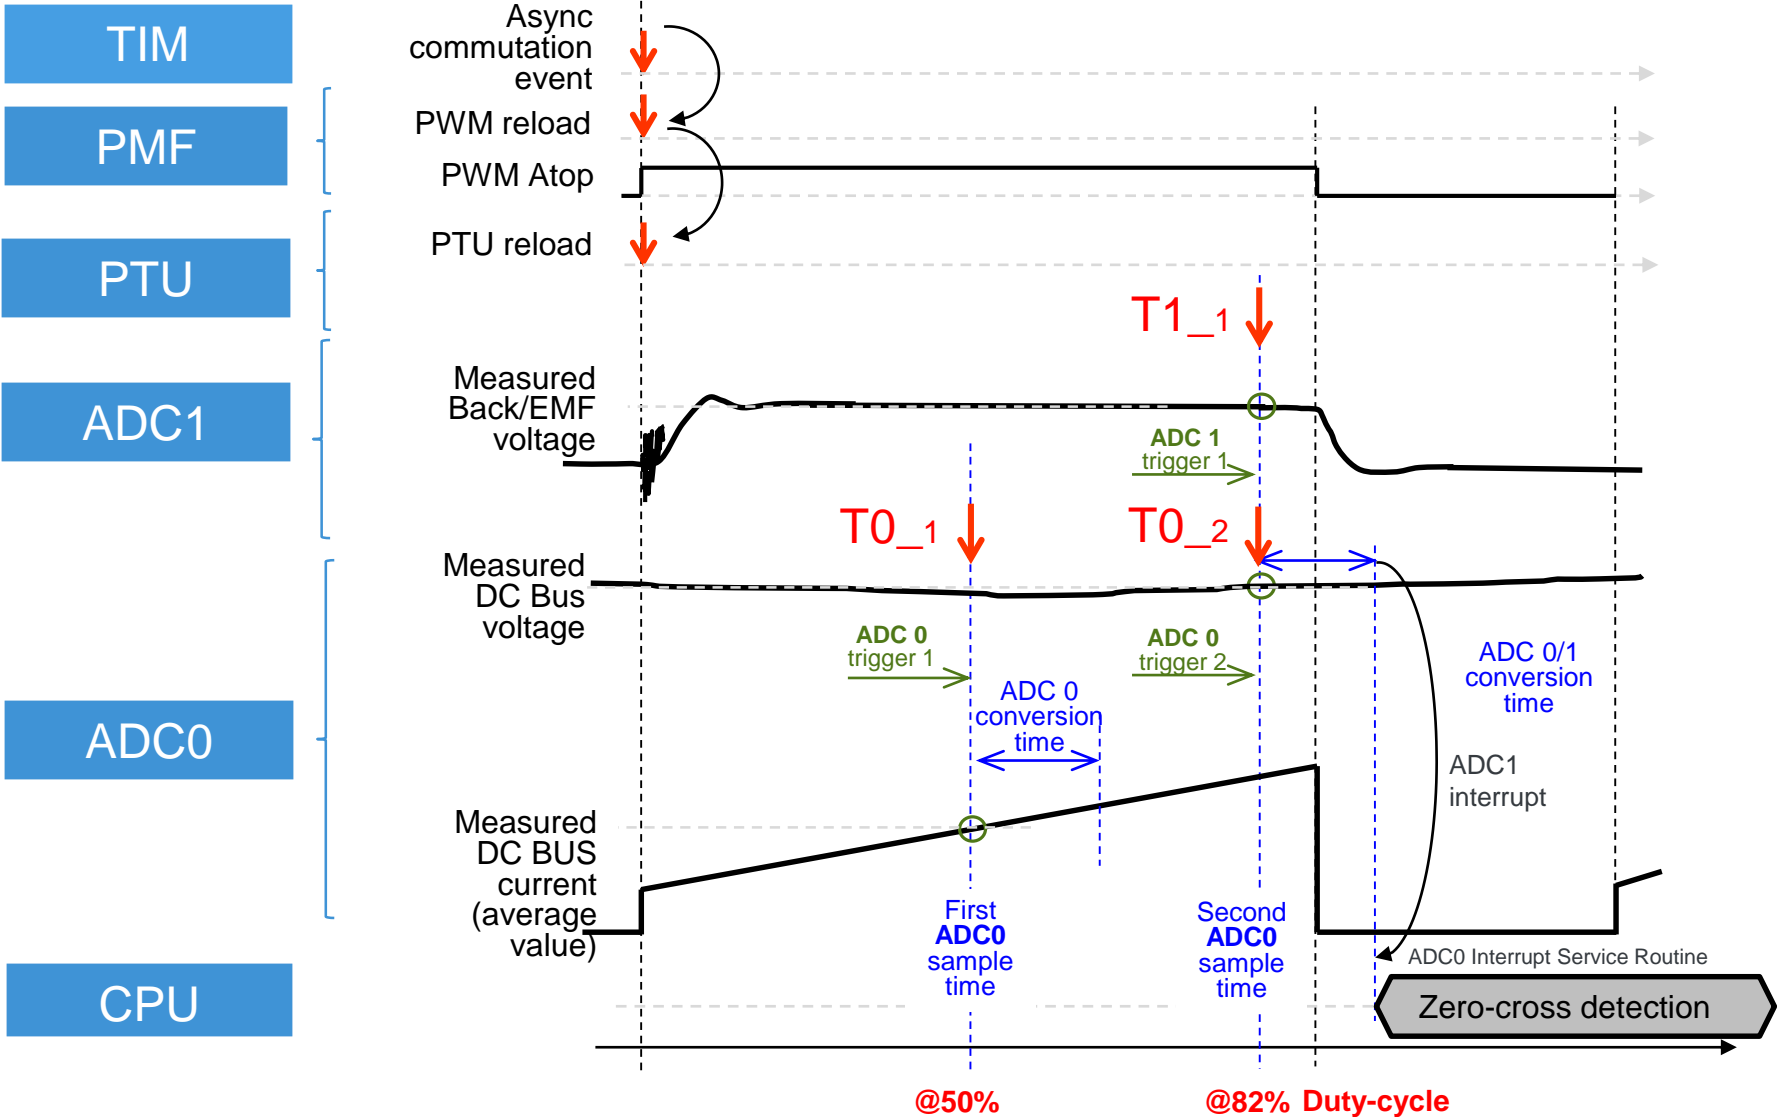 TIM
PMF
PTU
ADC1
ADC0
CPU
Async
commutation
event
PWM reload
PWM Atop
PTU reload
T1_1
Measured
Back/EMF
voltage
ADC 1
trigger 1
T0_1
T0_2
Measured
DC Bus
voltage
ADC 0
trigger 1
ADC 0
trigger 2
ADC 0
conversion
time
ADC 0/1
conversion
time
ADC1
interrupt
Measured
DC BUS
current
(average
value)
First
ADC0
sample
time
Second
ADC0
sample
time
ADC0 Interrupt Service Routine
Zero-cross detection
@50%
@82% Duty-cycle